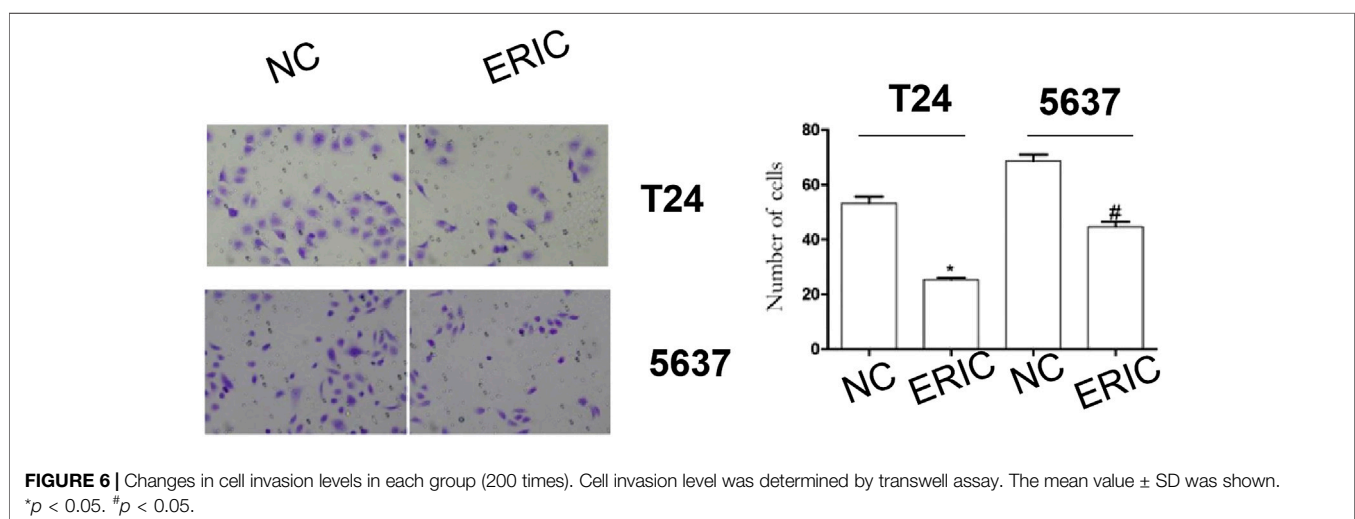 NC
ERIC
T24
5637
T24
5637
Number of cells
80
60
40
20
0
*
#
NC
ERIC
NC
ERIC
FIGURE 6 | Changes in cell invasion levels in each group (200 times). Cell invasion level was determined by transwell assay. The mean value ± SD was shown.
*p < 0.05. #p < 0.05.